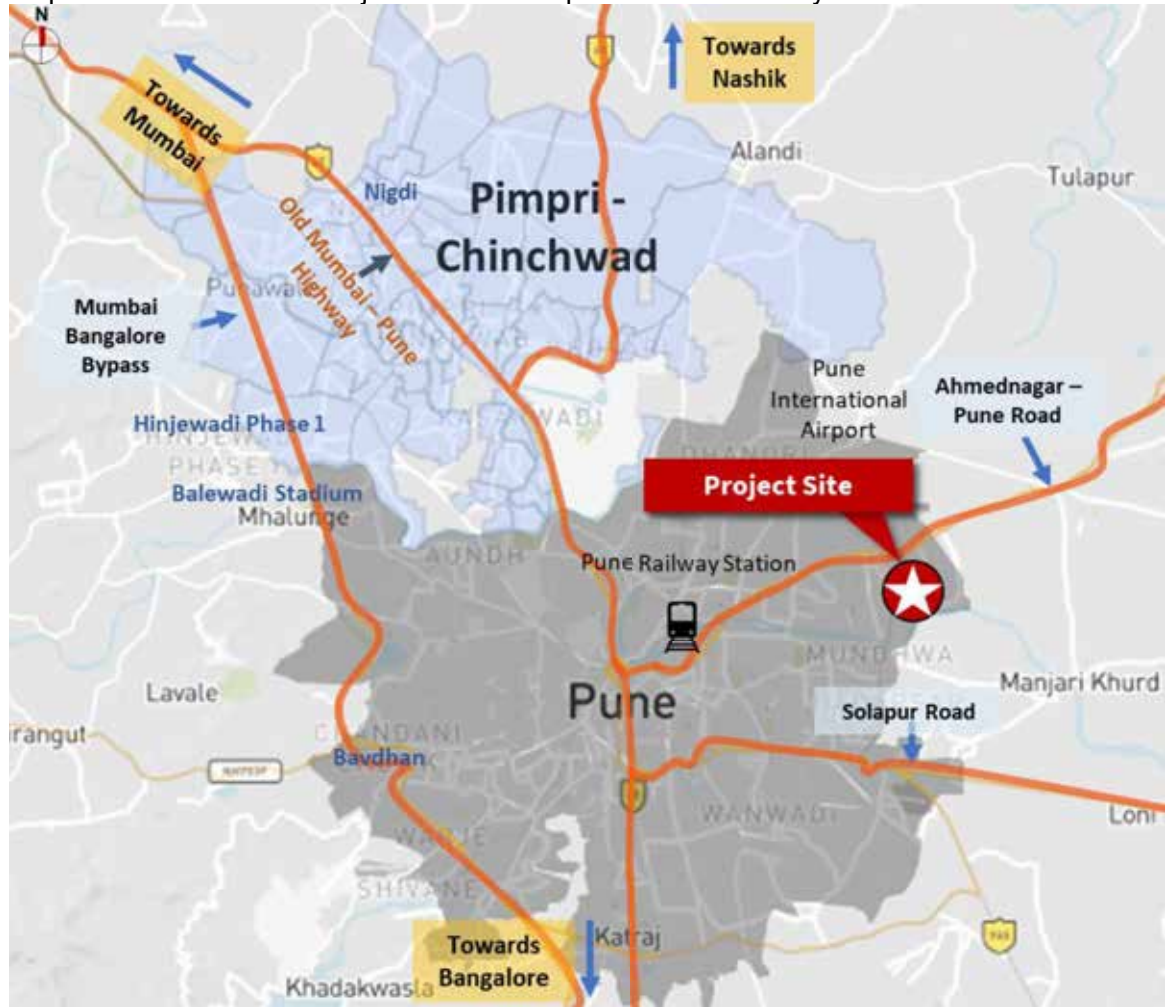 N
Towards
Mumbai
Towards
Nashik
Alandi
Tulapur
Nigdi
Pimpri -
Chinchwad
Old Mumbai – Pune
Highway
Mumbai
Bangalore
Bypass
Pune
International
Airport
Ahmednagar –
Pune Road
Hinjewadi Phase 1
PHASE
Balewadi Stadium
Mhalunge
Project Site
AUNDH
Pune Railway Station
MUNDHWA
Lavale
Pune
Manjari Khurd
Solapur Road
Bavdhan
WANWADI
Loni
SHIVANE
Katraj
Towards
Bangalore
Khadakwasla